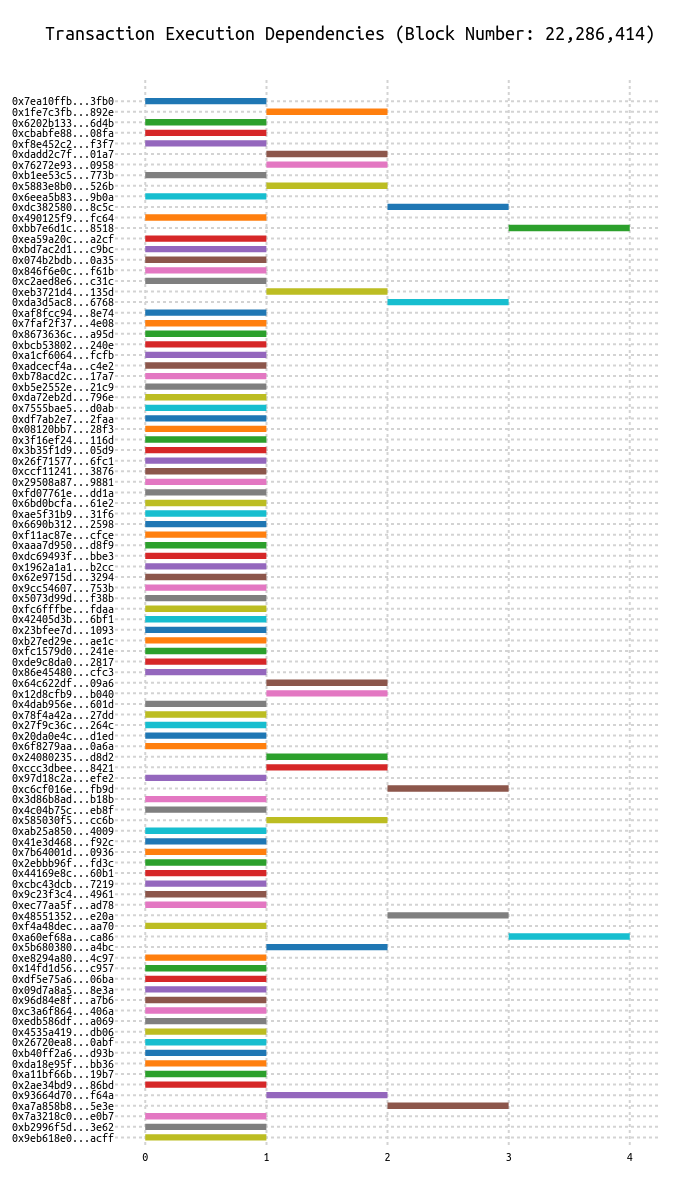 Transaction Execution Dependencies (Block Number: 22,286,414)
0x7ea10ffb...3fb0
0x1fe7c3fb...892e
0x6202b133...6d4b
0xcbabfe88...08fa
0xf8e452c2...f3f7
0xdadd2c7f...01a7
0x76272e93...0958
0xb1ee53c5...773b
0x5883e8b0...526b
0x6eea5b83...9b0a
0xdc382580...8c5c
0x490125f9...fc64
0xbb7e6d1c...8518
0xea59a20c...a2cf
0xbd7ac2d1...c9bc
0x074b2bdb...0a35
0x846f6e0c...f61b
0xc2aed8e6...c31c
0xeb3721d4...135d
0xda3d5ac8...6768
0xaf8fcc94...8e74
0x7faf2f37...4e08
0x8673636c...a95d
0xbcb53802...240e
0xa1cf6064...fcfb
0xadcecf4a...c4e2
0xb78acd2c...17a7
0xb5e2552e...21c9
0xda72eb2d...796e
0x7555bae5...d0ab
0xdf7ab2e7...2faa
0x08120bb7...28f3
0x3f16ef24...116d
0x3b35f1d9...05d9
0x26f71577...6fc1
0xccf11241...3876
0x29508a87...9881
0xfd07761e...dd1a
0x6bd0bcfa...61e2
0xae5f31b9...31f6
0x6690b312...2598
0xf11ac87e...cfce
0xaaa7d950...d8f9
0xdc69493f...bbe3
0x1962a1a1...b2cc
0x62e9715d...3294
0x9cc54607...753b
0x5073d99d...f38b
0xfc6fffbe...fdaa
0x42405d3b...6bf1
0x23bfee7d...1093
0xb27ed29e...ae1c
0xfc1579d0...241e
0xde9c8da0...2817
0x86e45480...cfc3
0x64c622df...09a6
0x12d8cfb9...b040
0x4dab956e...601d
0x78f4a42a...27dd
0x27f9c36c...264c
0x20da0e4c...d1ed
0x6f8279aa...0a6a
0x24080235...d8d2
0xccc3dbee...8421
0x97d18c2a...efe2
0xc6cf016e...fb9d
0x3d86b8ad...b18b
0x4c04b75c...eb8f
0x585030f5...cc6b
0xab25a850...4009
0x41e3d468...f92c
0x7b64001d...0936
0x2ebbb96f...fd3c
0x44169e8c...60b1
0xcbc43dcb...7219
0x9c23f3c4...4961
0xec77aa5f...ad78
0x48551352...e20a
0xf4a48dec...aa70
0xa60ef68a...ca86
0x5b680380...a4bc
0xe8294a80...4c97
0x14fd1d56...c957
0xdf5e75a6...06ba
0x09d7a8a5...8e3a
0x96d84e8f...a7b6
0xc3a6f864...406a
0xedb586df...a069
0x4535a419...db06
0x26720ea8...0abf
0xb40ff2a6...d93b
0xda18e95f...bb36
0xa11bf66b...19b7
0x2ae34bd9...86bd
0x93664d70...f64a
0xa7a858b8...5e3e
0x7a3218c0...e0b7
0xb2996f5d...3e62
0x9eb618e0...acff
0 1 2 3 4